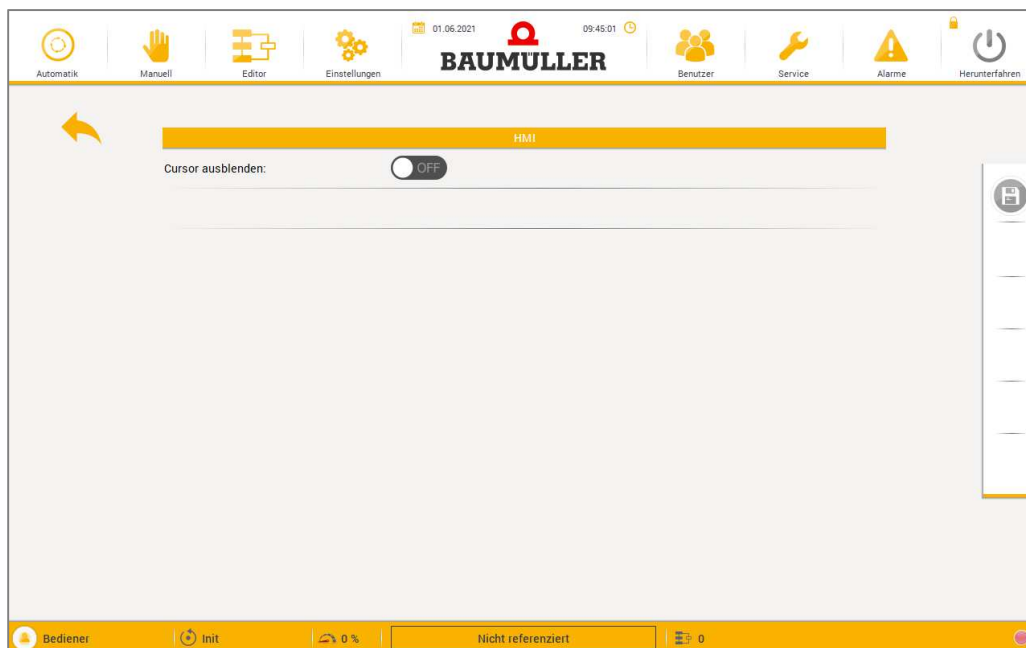 01.06.2021
09:45:01
BAUMÜLLER
Automatik
Manuell
Editor
Einstellungen
Benutzer
Service
Alarme
Herunterfahren
HMI
Cursor ausblenden:
OFF
Bediener
Init
0 %
Nicht referenziert
0